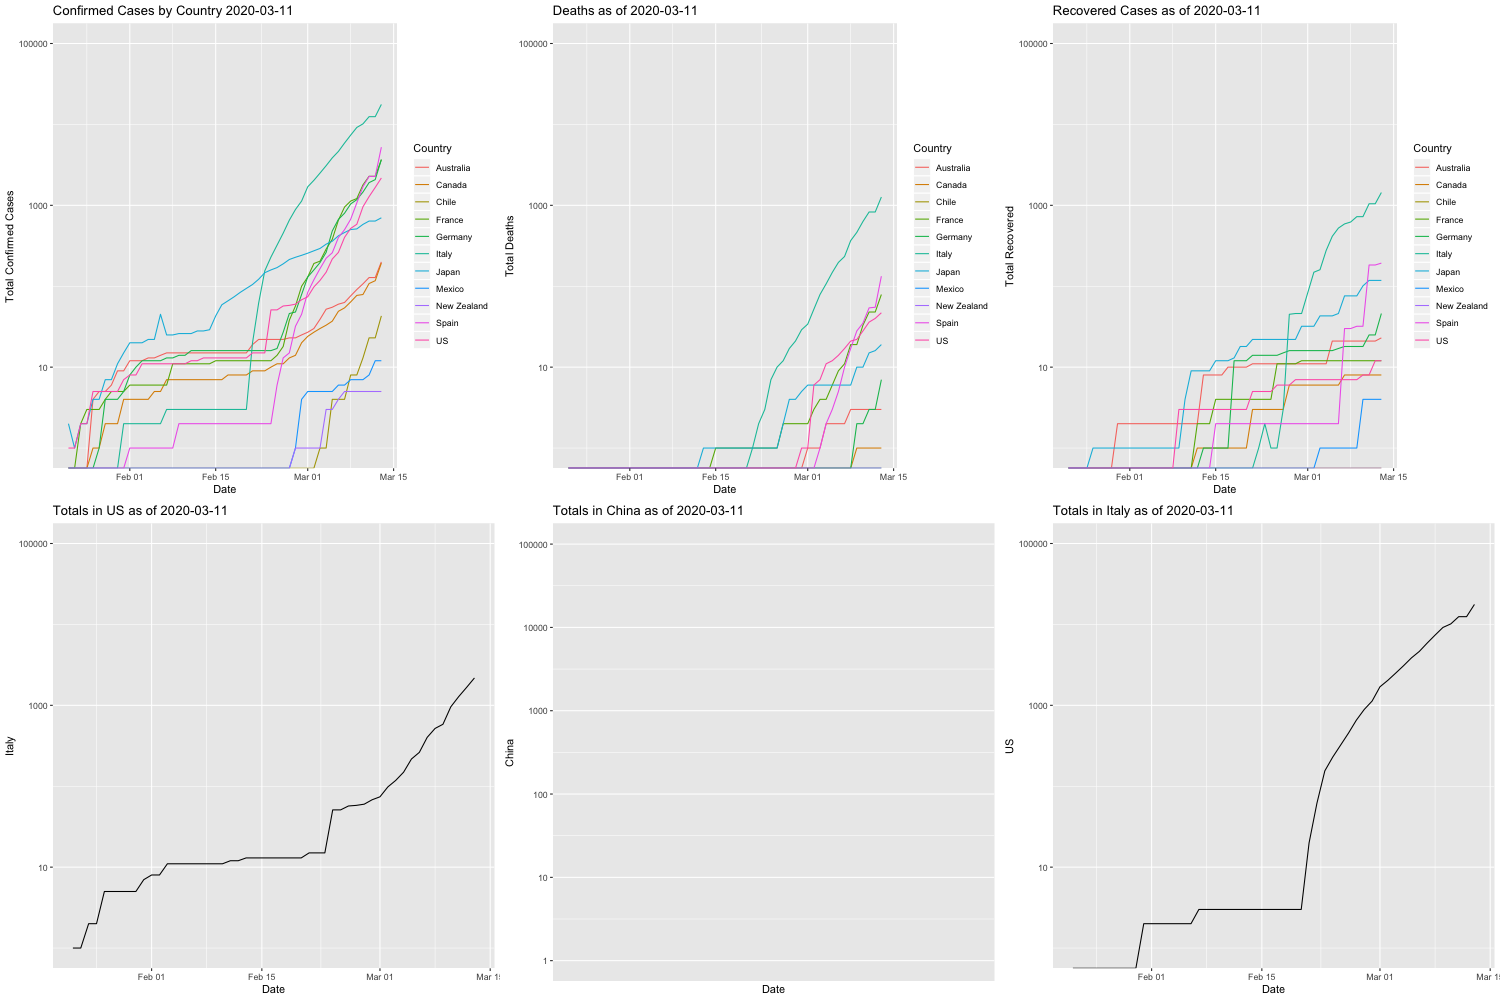 Confirmed Cases by Country 2020-03-11
Total Confirmed Cases
100000
1000
10
Feb 01 Feb 15 Mar 01 Mar 15
Date
Country
Australia
Canada
Chile
France
Germany
Italy
Japan
Mexico
New Zealand
Spain
US
Deaths as of 2020-03-11
Total Deaths
100000
1000
10
Feb 01 Feb 15 Mar 01 Mar 15
Date
Country
Australia
Canada
Chile
France
Germany
Italy
Japan
Mexico
New Zealand
Spain
US
Recovered Cases as of 2020-03-11
Total Recovered
100000
1000
10
Feb 01 Feb 15 Mar 01 Mar 15
Date
Country
Australia
Canada
Chile
France
Germany
Italy
Japan
Mexico
New Zealand
Spain
US
Totals in US as of 2020-03-11
Italy
100000
1000
10
Feb 01 Feb 15 Mar 01 Mar 1
Date
Totals in China as of 2020-03-11
China
100000
10000
1000
100
10
1
Date
Totals in Italy as of 2020-03-11
US
100000
1000
10
Feb 01 Feb 15 Mar 01 Mar 15
Date